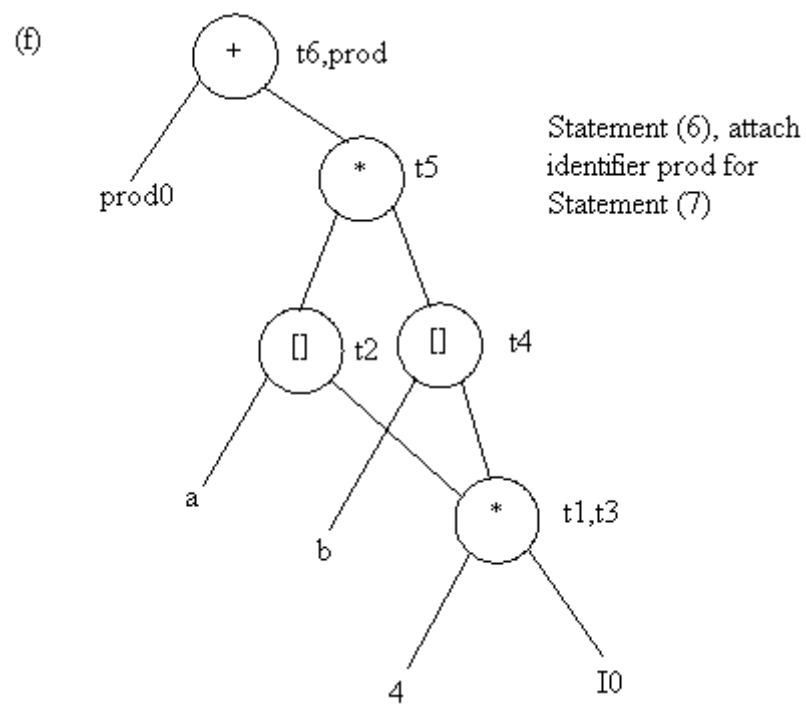 (f)
+ t6,prod
Statement (6), attach
identifier prod for
Statement (7)
* t5
prod0
[] t2 [] t4
a
* t1,t3
b
4 I0